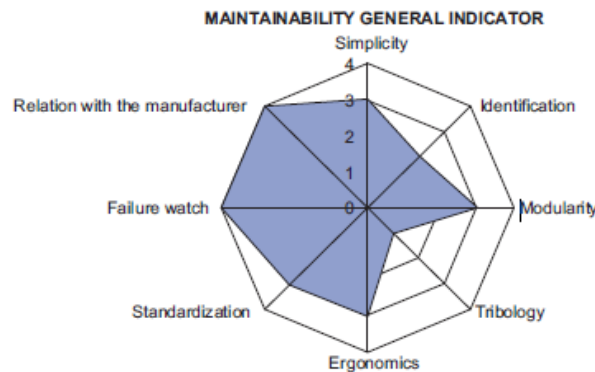 MAINTAINABILITY GENERAL INDICATOR
Simplicity
4
Relation with the manufacturer
Identification
3
2
1
Failure watch
0
Modularity
Standardization
Tribology
Ergonomics